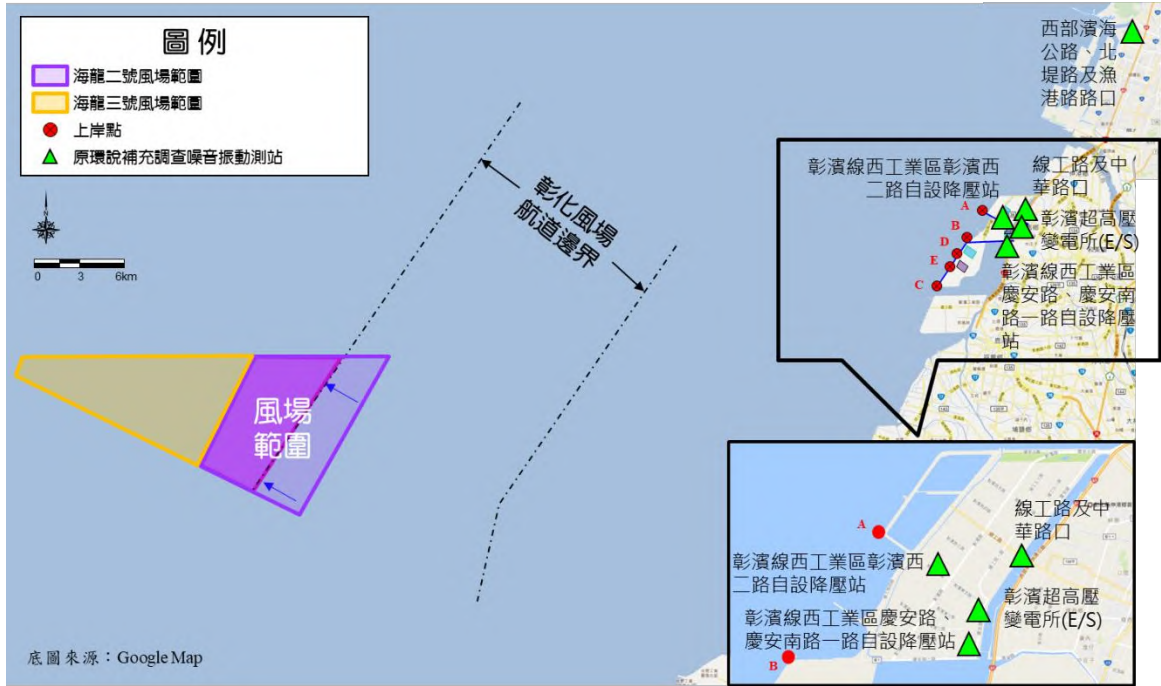 圖例
海龍二號風場範圍
海龍三號風場範圍
上岸點
原環說補充調查噪音振動測站
0 3 6km
彰化風場
航道邊界
風場
範圍
西部濱海
公路、北
堤路及漁
港路路口
彰濱線西工業區彰濱西
二路自設降壓站
線工路及中
華路口
彰濱超高壓
變電所(E/S)
彰濱線西工業區
慶安路、慶安南
路一路自設降壓
站
A
B
D
E
C
A
線工路及中
華路口
彰濱線西工業區彰濱西
二路自設降壓站
彰濱超高壓
變電所(E/S)
彰濱線西工業區慶安路、
慶安南路一路自設降壓站
B
底圖來源：Google Map